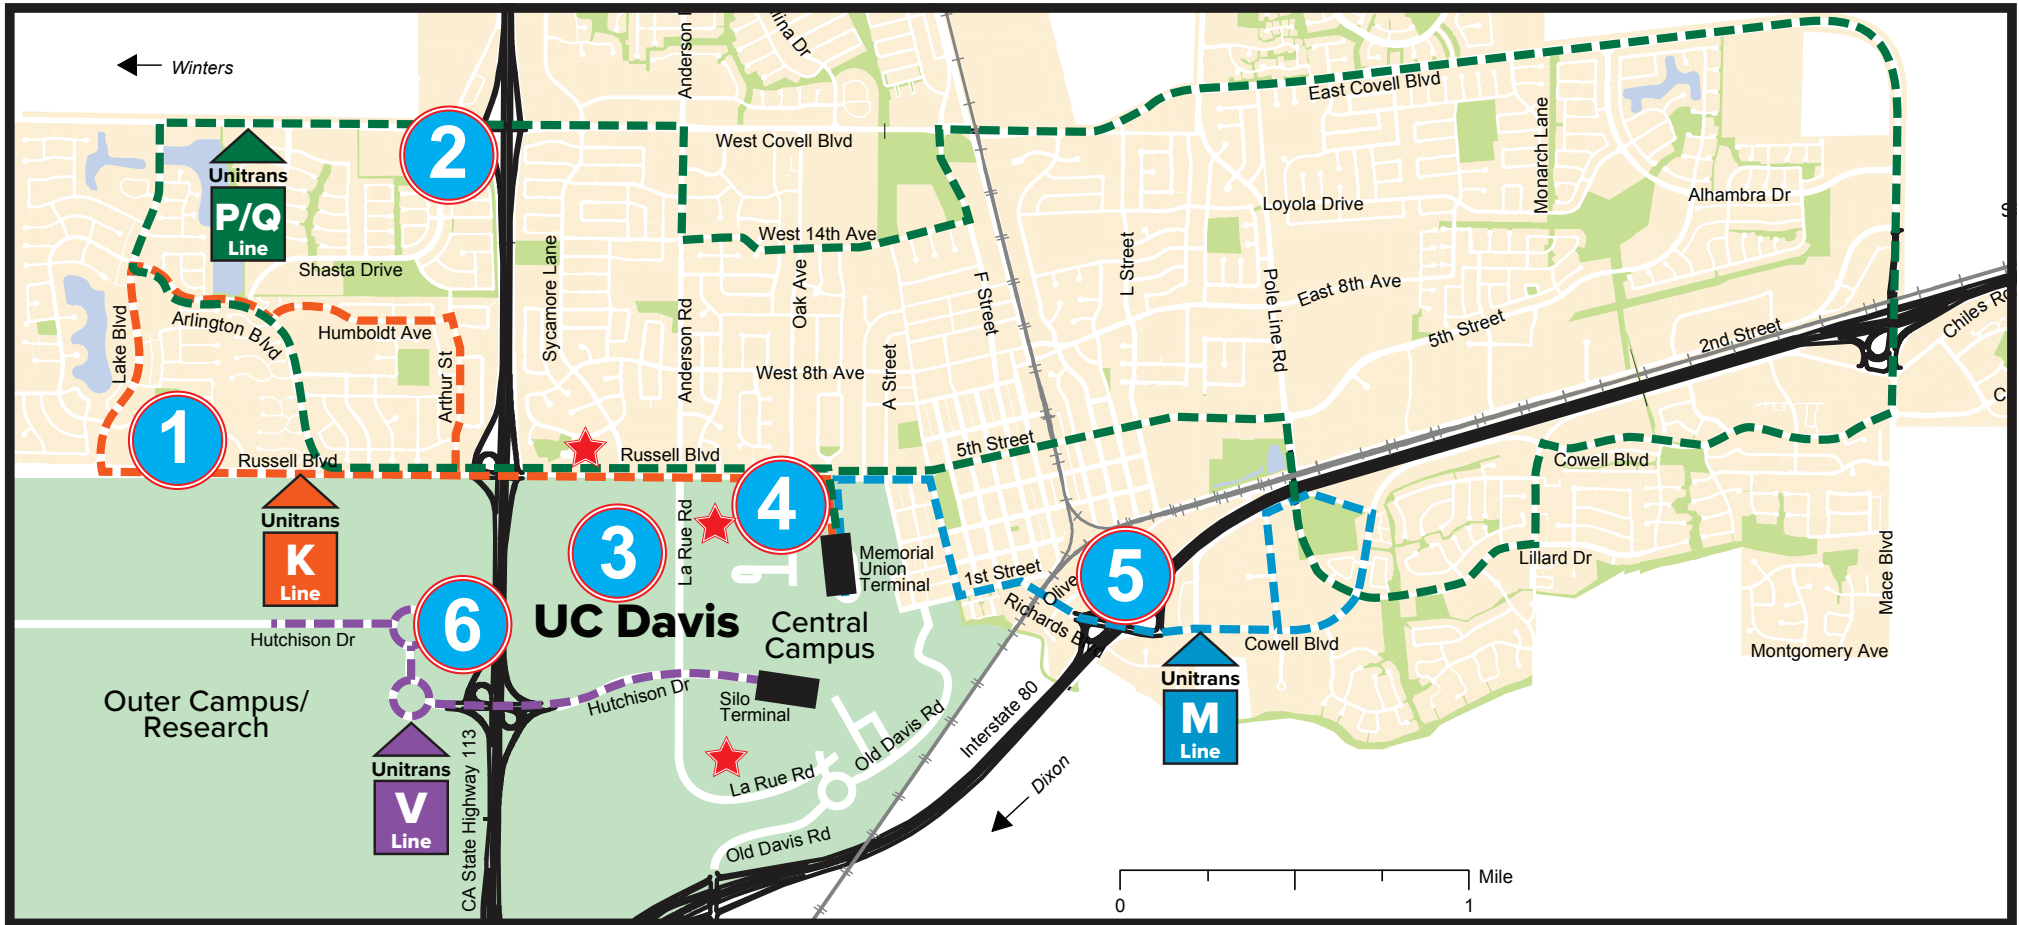 Winters
Anderson
lina Dr
East Covell Blvd
2
West Covell Blvd
Unitrans
P/Q
Line
Monarch Lane
Alhambra Dr
Loyola Drive
West 14th Ave
Shasta Drive
Sycamore Lane
Oak Ave
L Street
F Street
Pole Line Rd
East 8th Ave
Chiles Rd
Lake Blvd
Arlington Blvd
Humboldt Ave
Arthur St
Anderson Rd
West 8th Ave
A Street
5th Street
2nd Street
C
1
Russell Blvd
Russell Blvd
5th Street
Cowell Blvd
Unitrans
K
Line
3
La Rue Rd
4
Memorial
Union
Terminal
1st Street
Olive
Richards Blvd
5
Lillard Dr
Mace Blvd
6
UC Davis
Central
Campus
Hutchison Dr
Cowell Blvd
Montgomery Ave
Outer Campus/
Research
Hutchison Dr
Silo
Terminal
Unitrans
M
Line
Unitrans
V
Line
CA State Highway 113
La Rue Rd
Old Davis Rd
Interstate 80
Dixon
Old Davis Rd
Mile
0
1